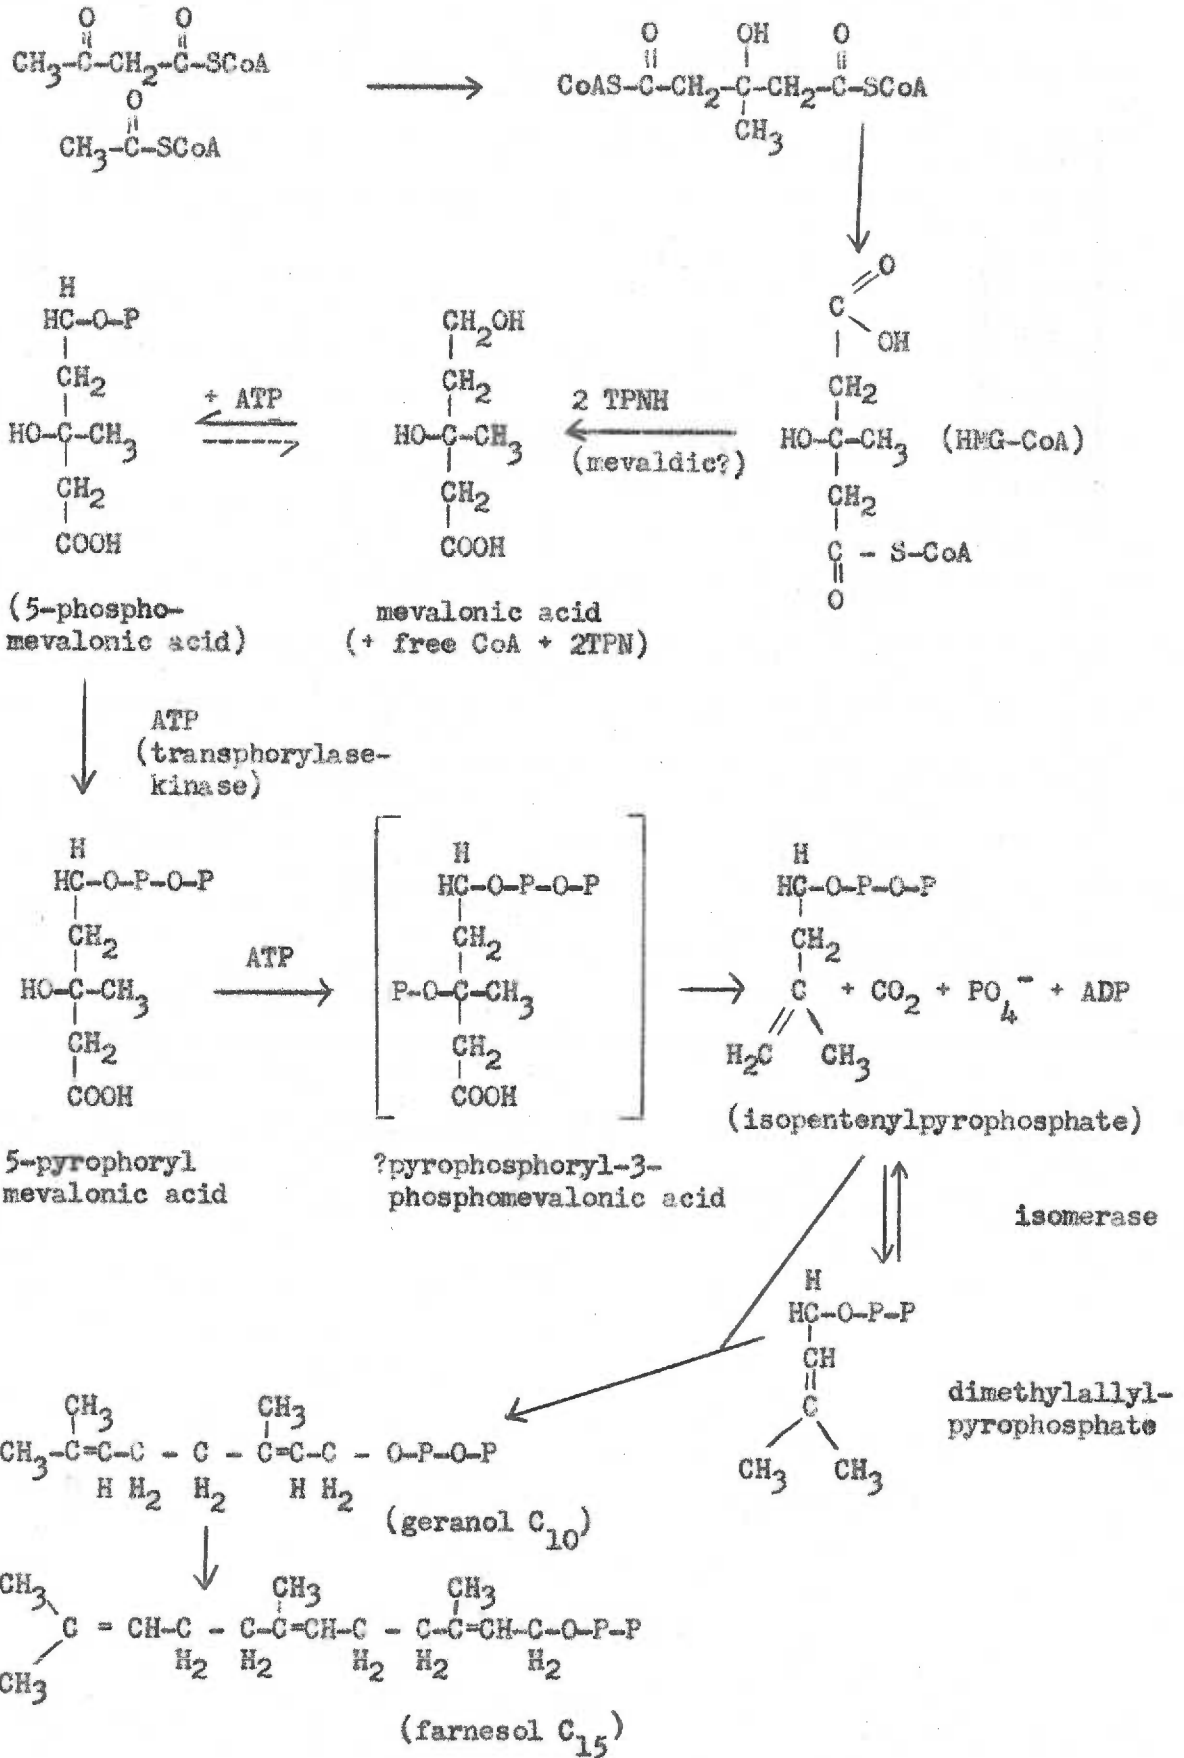 O O
CH3-C-CH2-C-SCoA
O
CH3-C-SCoA
O OH O
CoAS-C-CH2-C-CH2-C-SCoA
CH3
H
HC-O-P
CH2
HO-C-CH3
CH2
COOH
(5-phospho-
mevalonic acid)
+ ATP
CH2OH
CH2
HO-C-CH3
CH2
COOH
mevalonic acid
(+ free CoA + 2TPN)
2 TPNH
(mevaldic?)
O
C
OH
CH2
HO-C-CH3 (HMG-CoA)
CH2
C - S-CoA
O
ATP
(transphorylase-
kinase)
H
HC-O-P-O-P
CH2
HO-C-CH3
CH2
COOH
5-pyrophoryl
mevalonic acid
ATP
H
HC-O-P-O-P
CH2
P-O-C-CH3
CH2
COOH
?pyrophosphoryl-3-
phosphomevalonic acid
H
HC-O-P-O-P
CH2
C + CO2 + PO4- + ADP
H2C CH3
(isopentenylpyrophosphate)
isomerase
H
HC-O-P-P
CH
C
CH3 CH3
dimethylallyl-
pyrophosphate
CH3 CH3
CH3-C=C-C - C - C=C-C - O-P-O-P
H H2 H2 H H2
(geranol C10)
CH3 CH3 CH3
C = CH-C - C-C=CH-C - C-C=CH-C-O-P-P
H2 H2 H2 H2 H2
CH3
(farnesol C15)